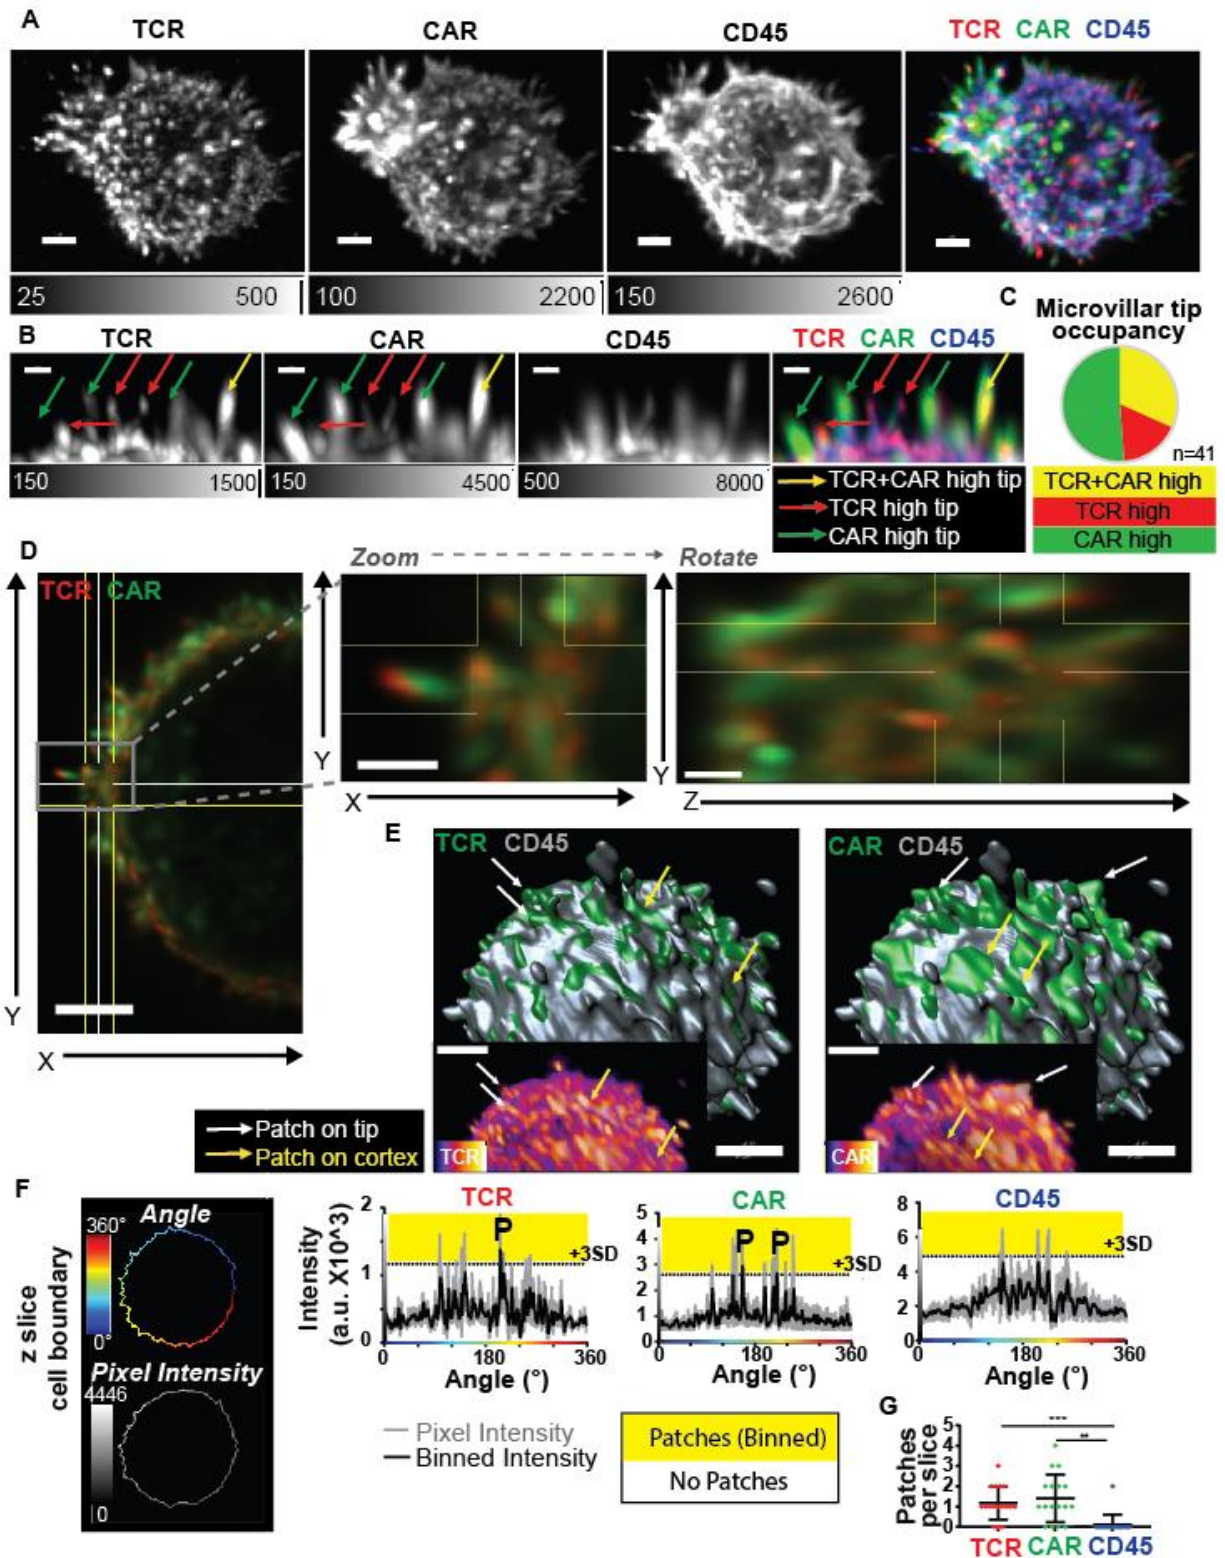 A
TCR
CAR
CD45
TCR CAR CD45
25 500
100 2200
150 2600
B
TCR
CAR
CD45
TCR CAR CD45
150 1500
150 4500
500 8000
TCR+CAR high tip
TCR high tip
CAR high tip
C
Microvillar tip
occupancy
n=41
TCR+CAR high
TCR high
CAR high
D
TCR CAR
Y
X
Zoom
Y
X
Rotate
Y
Z
E
TCR CD45
TCR
CAR CD45
CAR
Patch on tip
Patch on cortex
F
z slice
cell boundary
Angle
360°
0°
Pixel Intensity
4446
0
Intensity
(a.u. X10^3)
TCR
2
1
0
P
+3SD
0 180 360
Angle (°)
CAR
5
4
3
2
1
0
P P
+3SD
0 180 360
Angle (°)
CD45
8
6
4
2
0
+3SD
0 180 360
Angle (°)
Pixel Intensity
Binned Intensity
Patches (Binned)
No Patches
G
Patches
per slice
5
4
3
2
1
0
***
**
TCR CAR CD45